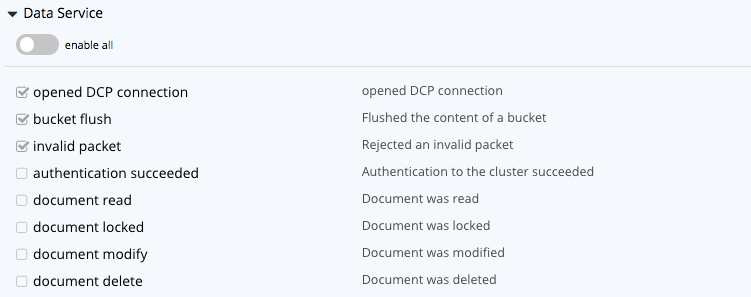 Data Service
enable all
opened DCP connection opened DCP connection
bucket flush Flushed the content of a bucket
invalid packet Rejected an invalid packet
authentication succeeded Authentication to the cluster succeeded
document read Document was read
document locked Document was locked
document modify Document was modified
document delete Document was deleted